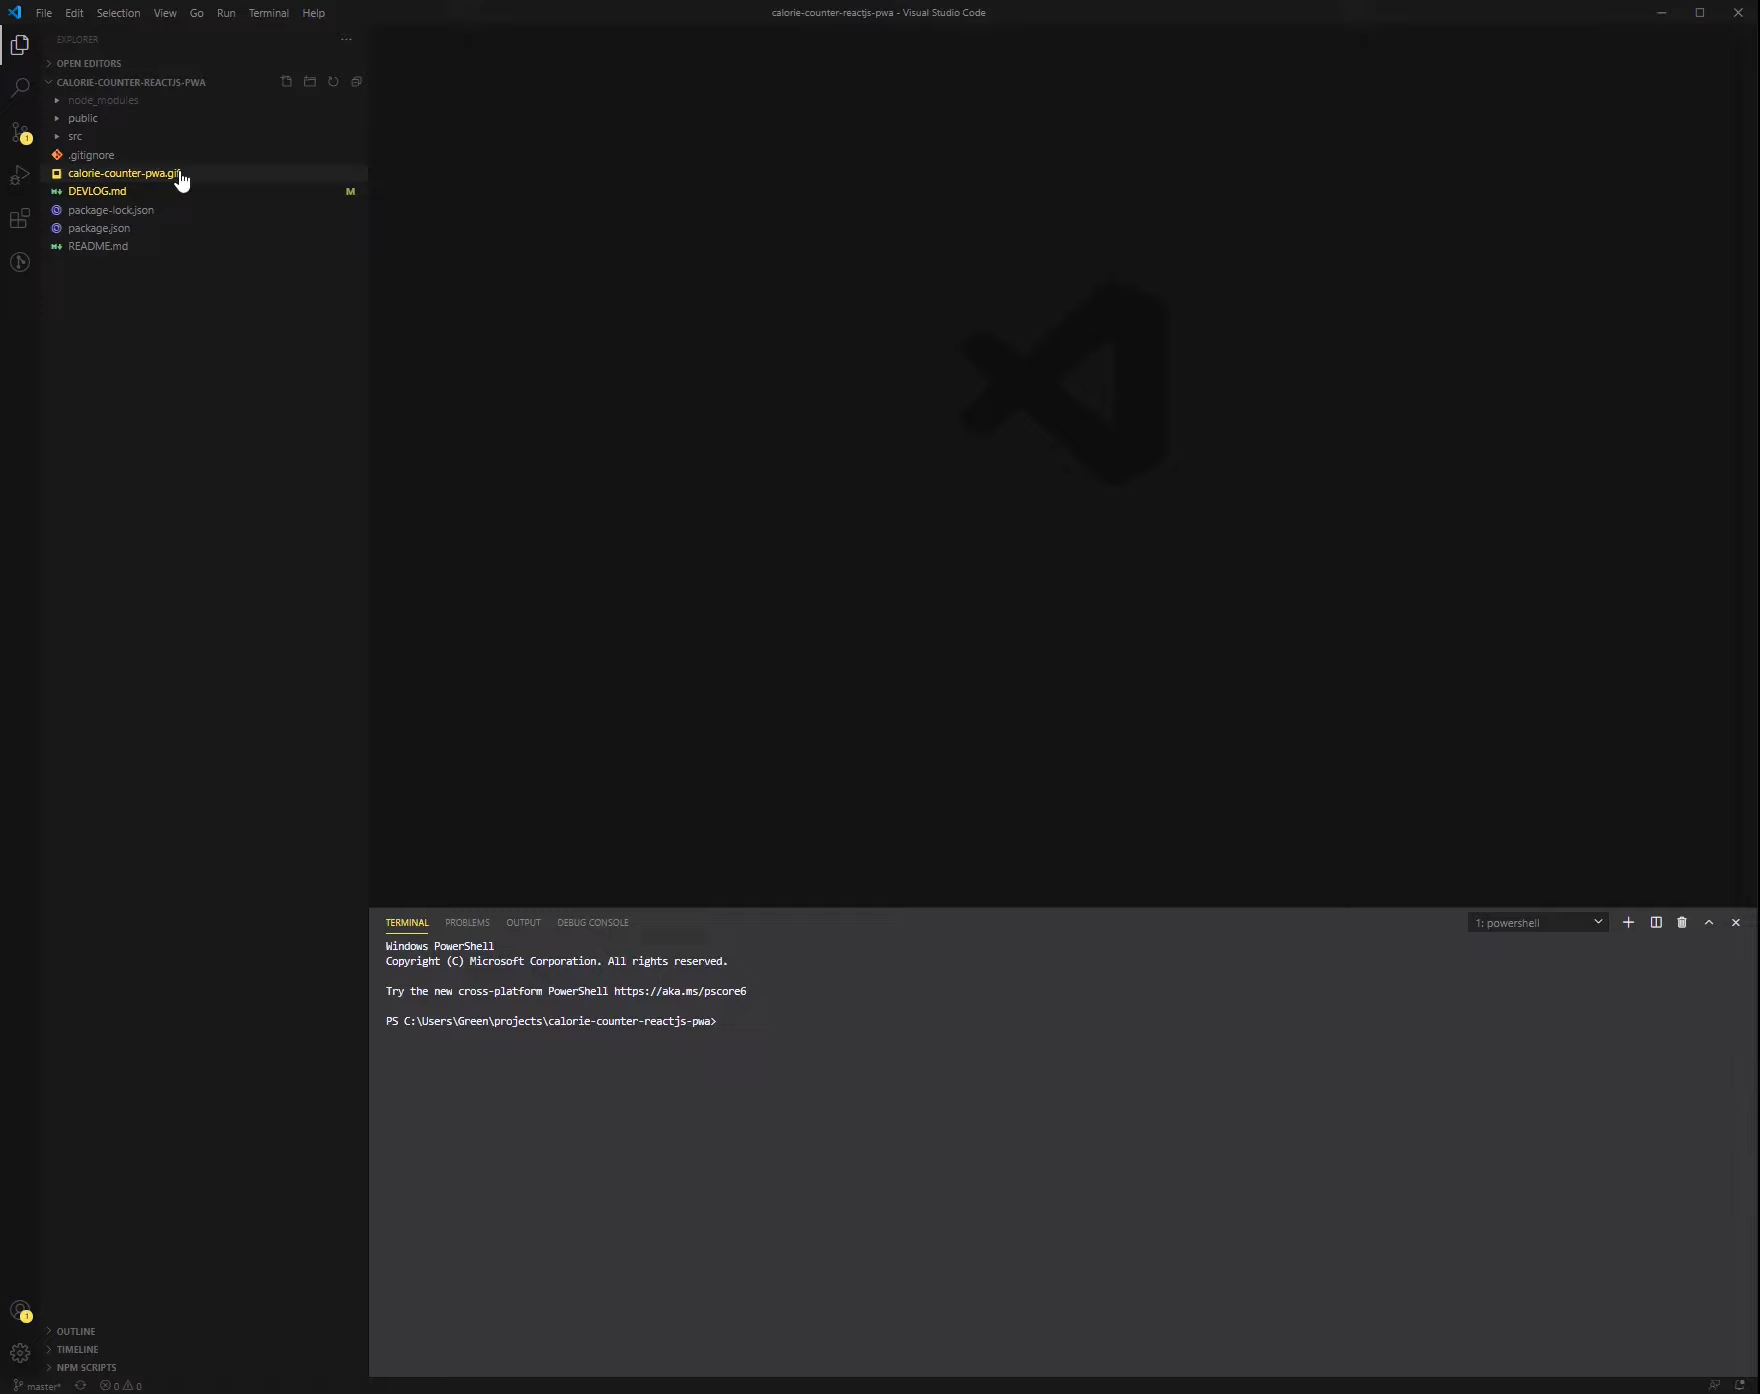 File Edit Selection View Go Run Terminal Help
calorie-counter-reactjs-pwa - Visual Studio Code
EXPLORER
OPEN EDITORS
CALORIE-COUNTER-REACTJS-PWA
node_modules
public
src
.gitignore
calorie-counter-pwa.gif
DEVLOG.md M
package-lock.json
package.json
README.md
1
TERMINAL PROBLEMS OUTPUT DEBUG CONSOLE
1: powershell
Windows PowerShell
Copyright (C) Microsoft Corporation. All rights reserved.
Try the new cross-platform PowerShell https://aka.ms/pscore6
PS C:\Users\Green\projects\calorie-counter-reactjs-pwa>
1
OUTLINE
TIMELINE
NPM SCRIPTS
master* 0 0